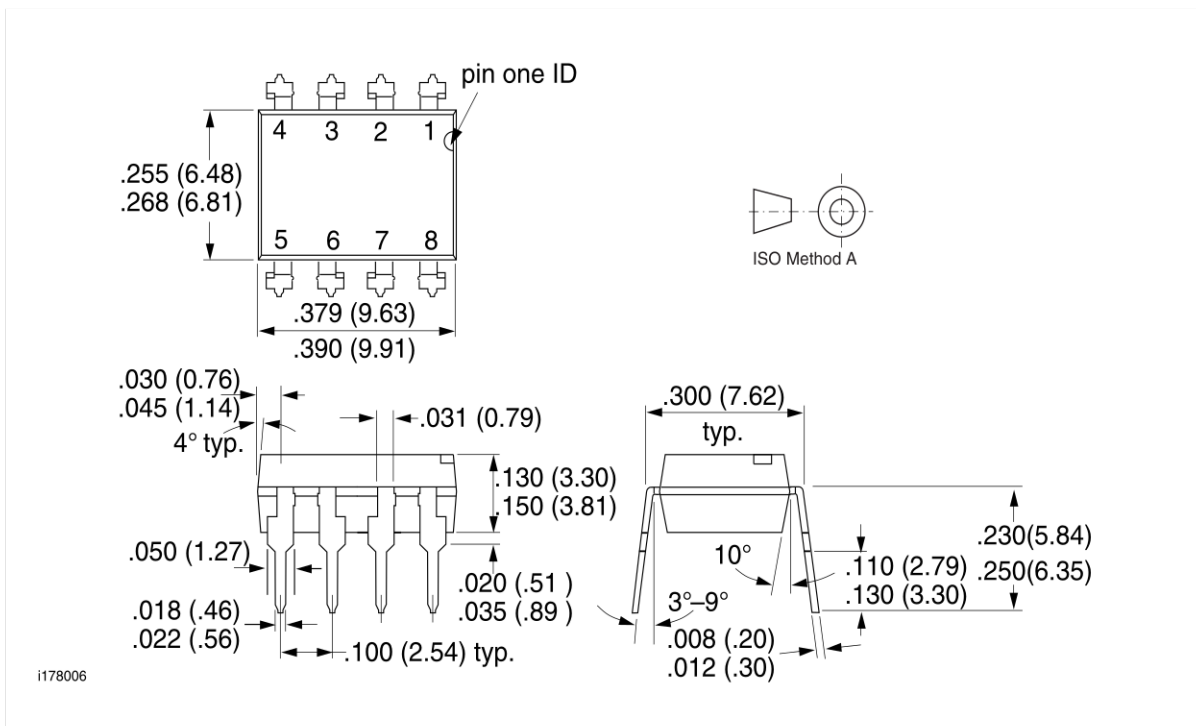 pin one ID
4 3 2 1
.255 (6.48)
.268 (6.81)
5 6 7 8
ISO Method A
.379 (9.63)
.390 (9.91)
.030 (0.76)
.045 (1.14)
4° typ.
.031 (0.79)
.130 (3.30)
.150 (3.81)
.050 (1.27)
.020 (.51 )
.035 (.89 )
.018 (.46)
.022 (.56)
.100 (2.54) typ.
.300 (7.62)
typ.
.230(5.84)
.250(6.35)
10°
.110 (2.79)
.130 (3.30)
3°–9°
.008 (.20)
.012 (.30)
i178006